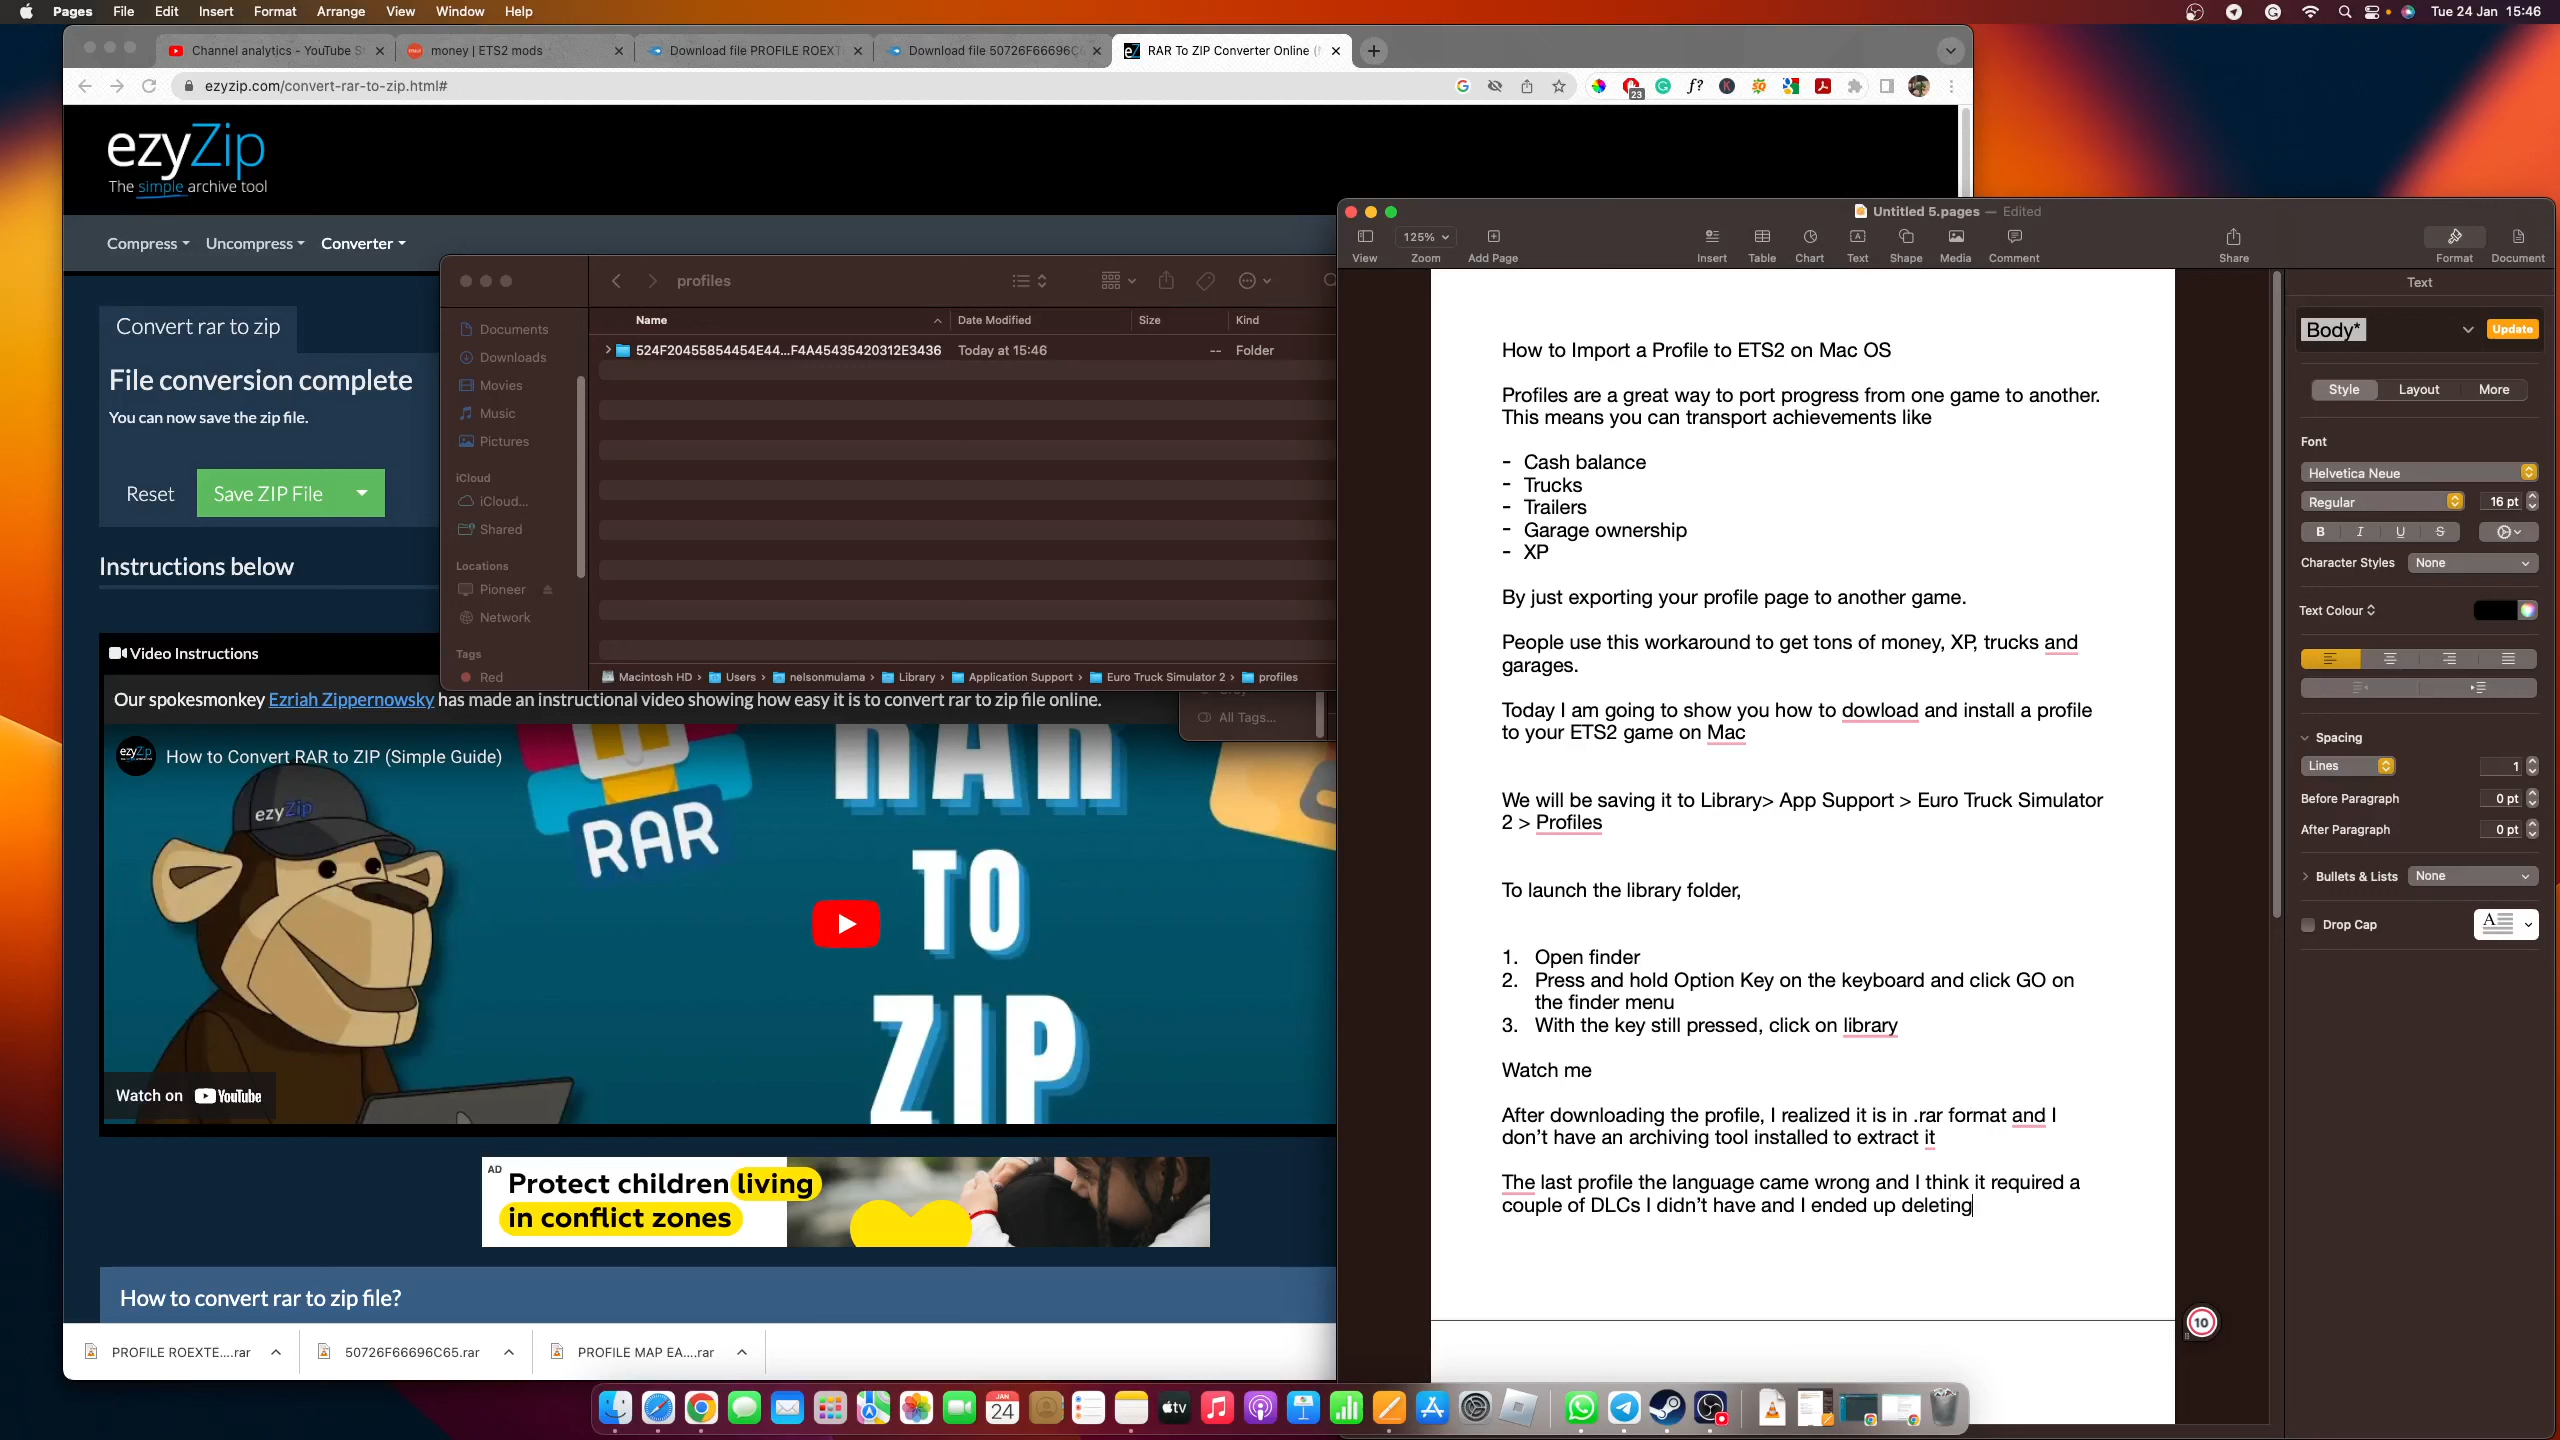 Pages File Edit Insert Format Arrange View Window Help
Tue 24 Jan 15:46
Channel analytics - YouTube S
money | ETS2 mods
Download file PROFILE ROEXT
Download file 50726F66696C6
RAR To ZIP Converter Online (
ezyzip.com/convert-rar-to-zip.html#
23
ezyZip
The simple archive tool
Compress Uncompress Converter
Convert rar to zip
File conversion complete
You can now save the zip file.
Reset Save ZIP File
Instructions below
Video Instructions
Our spokesmonkey Ezriah Zippernowsky has made an instructional video showing how easy it is to convert rar to zip file online.
ezyZip
How to Convert RAR to ZIP (Simple Guide)
ezyZip
RAR
RAR
TO
ZIP
Watch on YouTube
AD
Protect children living
in conflict zones
How to convert rar to zip file?
PROFILE ROEXTE....rar
50726F66696C65.rar
PROFILE MAP EA....rar
profiles
Documents
Downloads
Movies
Music
Pictures
iCloud
iCloud...
Shared
Locations
Pioneer
Network
Tags
Red
Name Date Modified Size Kind
524F20455854454E44...F4A45435420312E3436 Today at 15:46 -- Folder
Macintosh HD › Users › nelsonmulama › Library › Application Support › Euro Truck Simulator 2 › profiles
All Tags...
Untitled 5.pages — Edited
125%
View Zoom Add Page Insert Table Chart Text Shape Media Comment Share Format Document
How to Import a Profile to ETS2 on Mac OS
Profiles are a great way to port progress from one game to another.
This means you can transport achievements like
- Cash balance
- Trucks
- Trailers
- Garage ownership
- XP
By just exporting your profile page to another game.
People use this workaround to get tons of money, XP, trucks and
garages.
Today I am going to show you how to dowload and install a profile
to your ETS2 game on Mac
We will be saving it to Library> App Support > Euro Truck Simulator
2 > Profiles
To launch the library folder,
1. Open finder
2. Press and hold Option Key on the keyboard and click GO on
the finder menu
3. With the key still pressed, click on library
Watch me
After downloading the profile, I realized it is in .rar format and I
don't have an archiving tool installed to extract it
The last profile the language came wrong and I think it required a
couple of DLCs I didn't have and I ended up deleting
10
Text
Body* Update
Style Layout More
Font
Helvetica Neue
Regular 16 pt
B I U S
Character Styles None
Text Colour
Spacing
Lines 1
Before Paragraph 0 pt
After Paragraph 0 pt
Bullets & Lists None
Drop Cap
A
JAN
24
tv